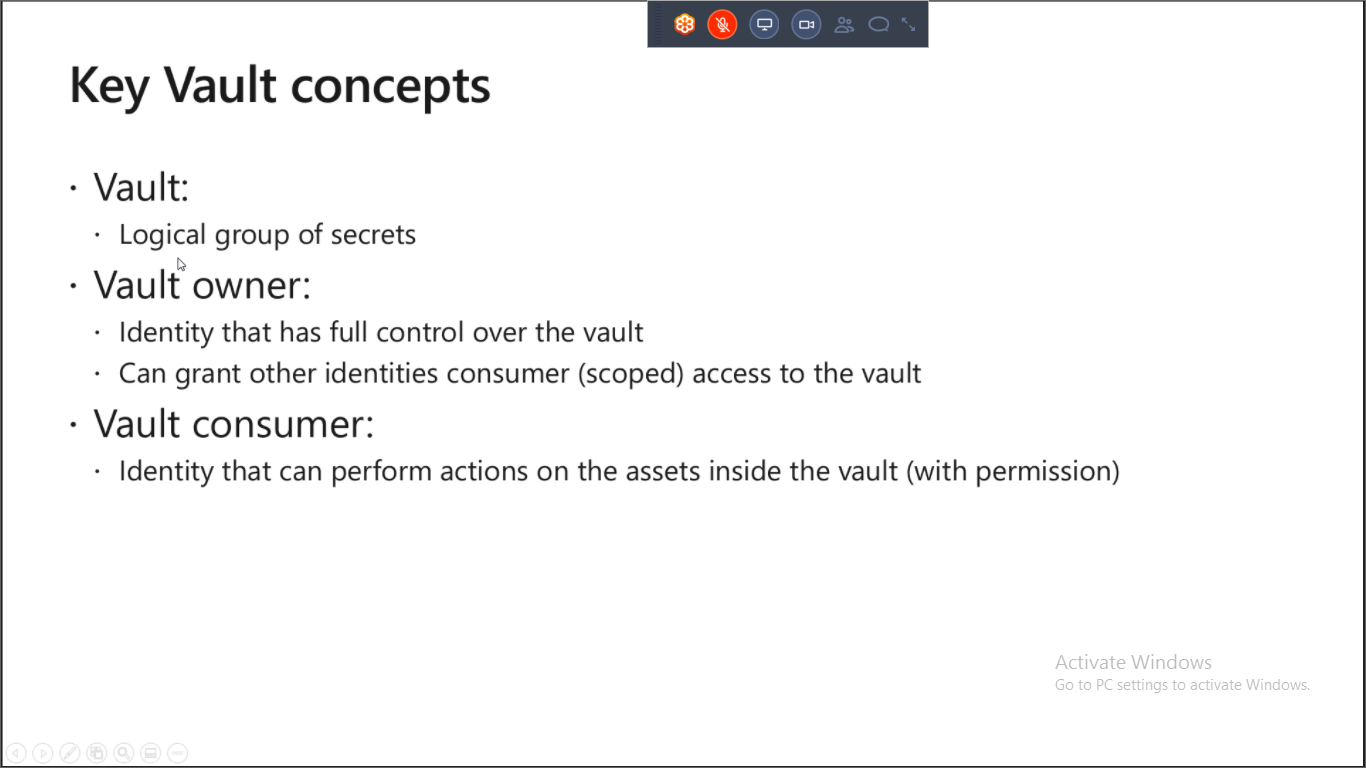 Key Vault concepts
• Vault:
• Logical group of secrets
• Vault owner:
• Identity that has full control over the vault
• Can grant other identities consumer (scoped) access to the vault
• Vault consumer:
• Identity that can perform actions on the assets inside the vault (with permission)
Activate Windows
Go to PC settings to activate Windows.